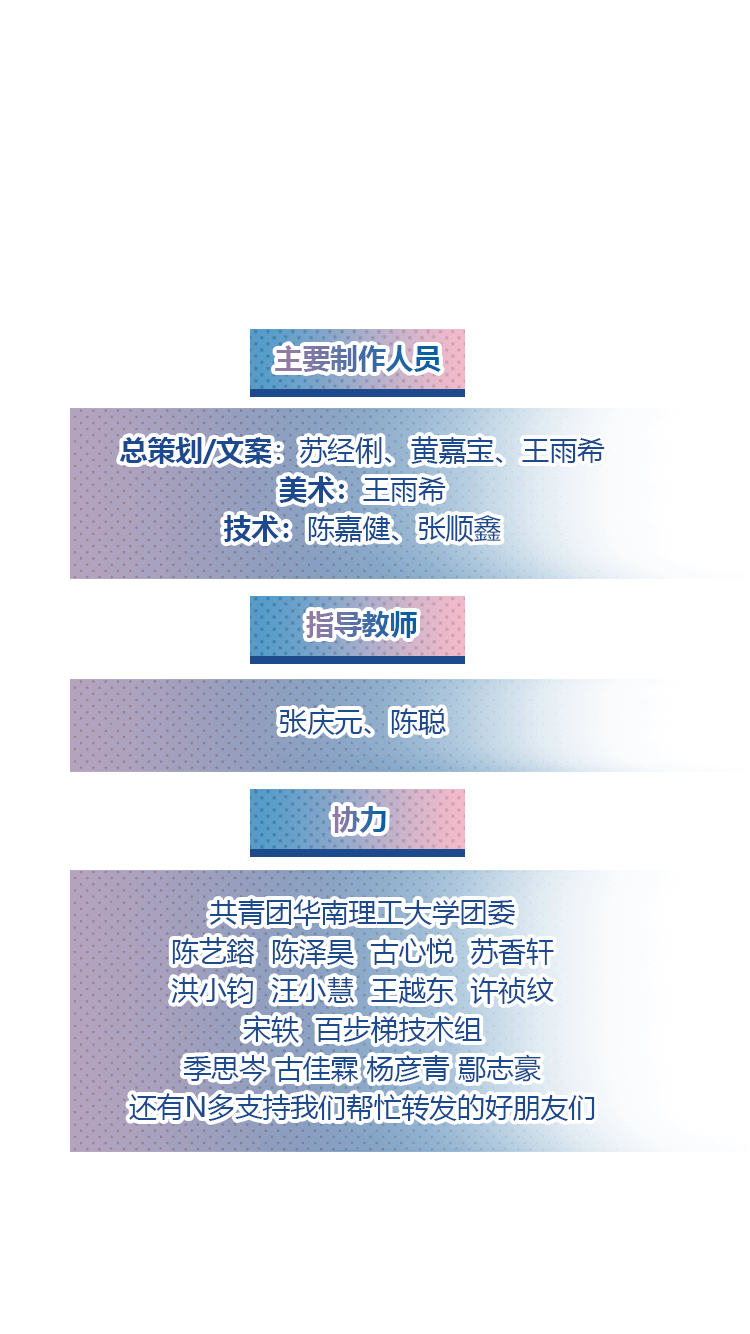 主要制作人员
总策划/文案：苏经俐、黄嘉宝、王雨希
美术：王雨希
技术：陈嘉健、张顺鑫
指导教师
张庆元、陈聪
协力
共青团华南理工大学团委
陈艺鎔 陈泽昊 古心悦 苏香轩
洪小钧 汪小慧 王越东 许祯纹
宋轶 百步梯技术组
季思岑 古佳霖 杨彦青 鄢志豪
还有N多支持我们帮忙转发的好朋友们